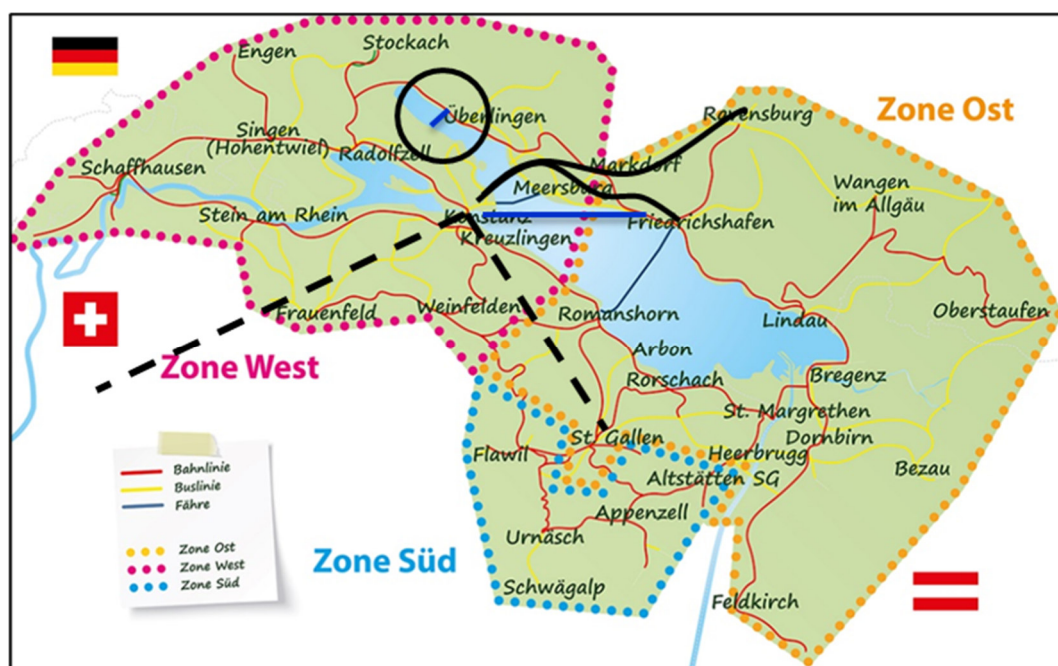 Stockach
Engen
Überlingen
Ravensburg
Zone Ost
Singen
(Hohentwiel)
Radolfzell
Markdorf
Schaffhausen
Meersburg
Wangen
im Allgäu
Stein am Rhein
Konstanz
Friedrichshafen
Kreuzlingen
Frauenfeld
Weinfelden
Romanshorn
Lindau
Oberstaufen
Zone West
Arbon
Rorschach
Bregenz
St. Margrethen
St. Gallen
Dornbirn
Flawil
Heerbrugg
Bezau
Altstätten SG
Appenzell
Urnäsch
Zone Süd
Schwägalp
Feldkirch
Bahnlinie
Buslinie
Fähre
Zone Ost
Zone West
Zone Süd